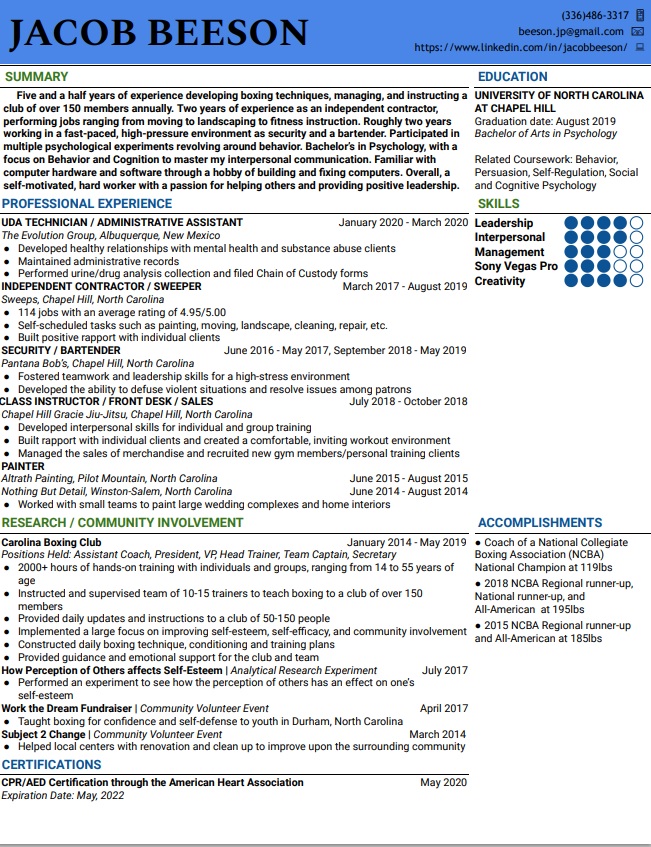 JACOB BEESON
(336)486-3317
beeson.jp@gmail.com
https://www.linkedin.com/in/jacobbeeson/
SUMMARY
Five and a half years of experience developing boxing techniques, managing, and instructing a
club of over 150 members annually. Two years of experience as an independent contractor,
performing jobs ranging from moving to landscaping to fitness instruction. Roughly two years
working in a fast-paced, high-pressure environment as security and a bartender. Participated in
multiple psychological experiments revolving around behavior. Bachelor's in Psychology, with a
focus on Behavior and Cognition to master my interpersonal communication. Familiar with
computer hardware and software through a hobby of building and fixing computers. Overall, a
self-motivated, hard worker with a passion for helping others and providing positive leadership.
EDUCATION
UNIVERSITY OF NORTH CAROLINA
AT CHAPEL HILL
Graduation date: August 2019
Bachelor of Arts in Psychology
Related Coursework: Behavior,
Persuasion, Self-Regulation, Social
and Cognitive Psychology
PROFESSIONAL EXPERIENCE
UDA TECHNICIAN / ADMINISTRATIVE ASSISTANT January 2020 - March 2020
The Evolution Group, Albuquerque, New Mexico
● Developed healthy relationships with mental health and substance abuse clients
● Maintained administrative records
● Performed urine/drug analysis collection and filed Chain of Custody forms
INDEPENDENT CONTRACTOR / SWEEPER March 2017 - August 2019
Sweeps, Chapel Hill, North Carolina
● 114 jobs with an average rating of 4.95/5.00
● Self-scheduled tasks such as painting, moving, landscape, cleaning, repair, etc.
● Built positive rapport with individual clients
SECURITY / BARTENDER June 2016 - May 2017, September 2018 - May 2019
Pantana Bob's, Chapel Hill, North Carolina
● Fostered teamwork and leadership skills for a high-stress environment
● Developed the ability to defuse violent situations and resolve issues among patrons
CLASS INSTRUCTOR / FRONT DESK / SALES July 2018 - October 2018
Chapel Hill Gracie Jiu-Jitsu, Chapel Hill, North Carolina
● Developed interpersonal skills for individual and group training
● Built rapport with individual clients and created a comfortable, inviting workout environment
● Managed the sales of merchandise and recruited new gym members/personal training clients
PAINTER
Altrath Painting, Pilot Mountain, North Carolina June 2015 - August 2015
Nothing But Detail, Winston-Salem, North Carolina June 2014 - August 2014
● Worked with small teams to paint large wedding complexes and home interiors
SKILLS
Leadership
Interpersonal
Management
Sony Vegas Pro
Creativity
RESEARCH / COMMUNITY INVOLVEMENT
Carolina Boxing Club January 2014 - May 2019
Positions Held: Assistant Coach, President, VP, Head Trainer, Team Captain, Secretary
● 2000+ hours of hands-on training with individuals and groups, ranging from 14 to 55 years of
age
● Instructed and supervised team of 10-15 trainers to teach boxing to a club of over 150
members
● Provided daily updates and instructions to a club of 50-150 people
● Implemented a large focus on improving self-esteem, self-efficacy, and community involvement
● Constructed daily boxing technique, conditioning and training plans
● Provided guidance and emotional support for the club and team
How Perception of Others affects Self-Esteem | Analytical Research Experiment July 2017
● Performed an experiment to see how the perception of others has an effect on one's
self-esteem
Work the Dream Fundraiser | Community Volunteer Event April 2017
● Taught boxing for confidence and self-defense to youth in Durham, North Carolina
Subject 2 Change | Community Volunteer Event March 2014
● Helped local centers with renovation and clean up to improve upon the surrounding community
ACCOMPLISHMENTS
● Coach of a National Collegiate
Boxing Association (NCBA)
National Champion at 119lbs
● 2018 NCBA Regional runner-up,
National runner-up, and
All-American at 195lbs
● 2015 NCBA Regional runner-up
and All-American at 185lbs
CERTIFICATIONS
CPR/AED Certification through the American Heart Association May 2020
Expiration Date: May, 2022